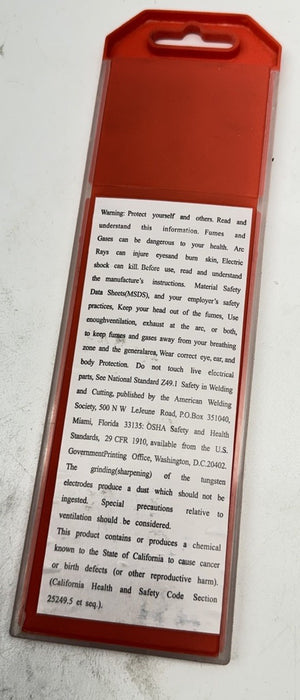 Warning: Protect yourself and others. Read and
understand this information. Fumes and
Gases can be dangerous to your health. Arc
Rays can injure eyesand burn skin, Electric
shock can kill. Before use, read and understand
the manufacture's instructions. Material Safety
Data Sheets(MSDS), and your employer's safety
practices, Keep your head out of the fumes, Use
enoughventilation, exhaust at the arc, or both,
to keep fumes and gases away from your breathing
zone and the generalarea, Wear correct eye, ear, and
body Protection. Do not touch live electrical
parts, See National Standard Z49.1 Safety in Welding
and Cutting, published by the American Welding
Society, 500 N W LeJeune Road, P.O.Box 351040,
Miami, Florida 33135: OSHA Safety and Health
Standards, 29 CFR 1910, available from the U.S.
GovernmentPrinting Office, Washington, D.C.20402.
The grinding(sharpening) of the tungsten
electrodes produce a dust which should not be
ingested. Special precautions relative to
ventilation should be considered.
This product contains or produces a chemical
known to the State of California to cause cancer
or birth defects (or other reproductive harm).
(California Health and Safety Code Section
25249.5 et seq.).